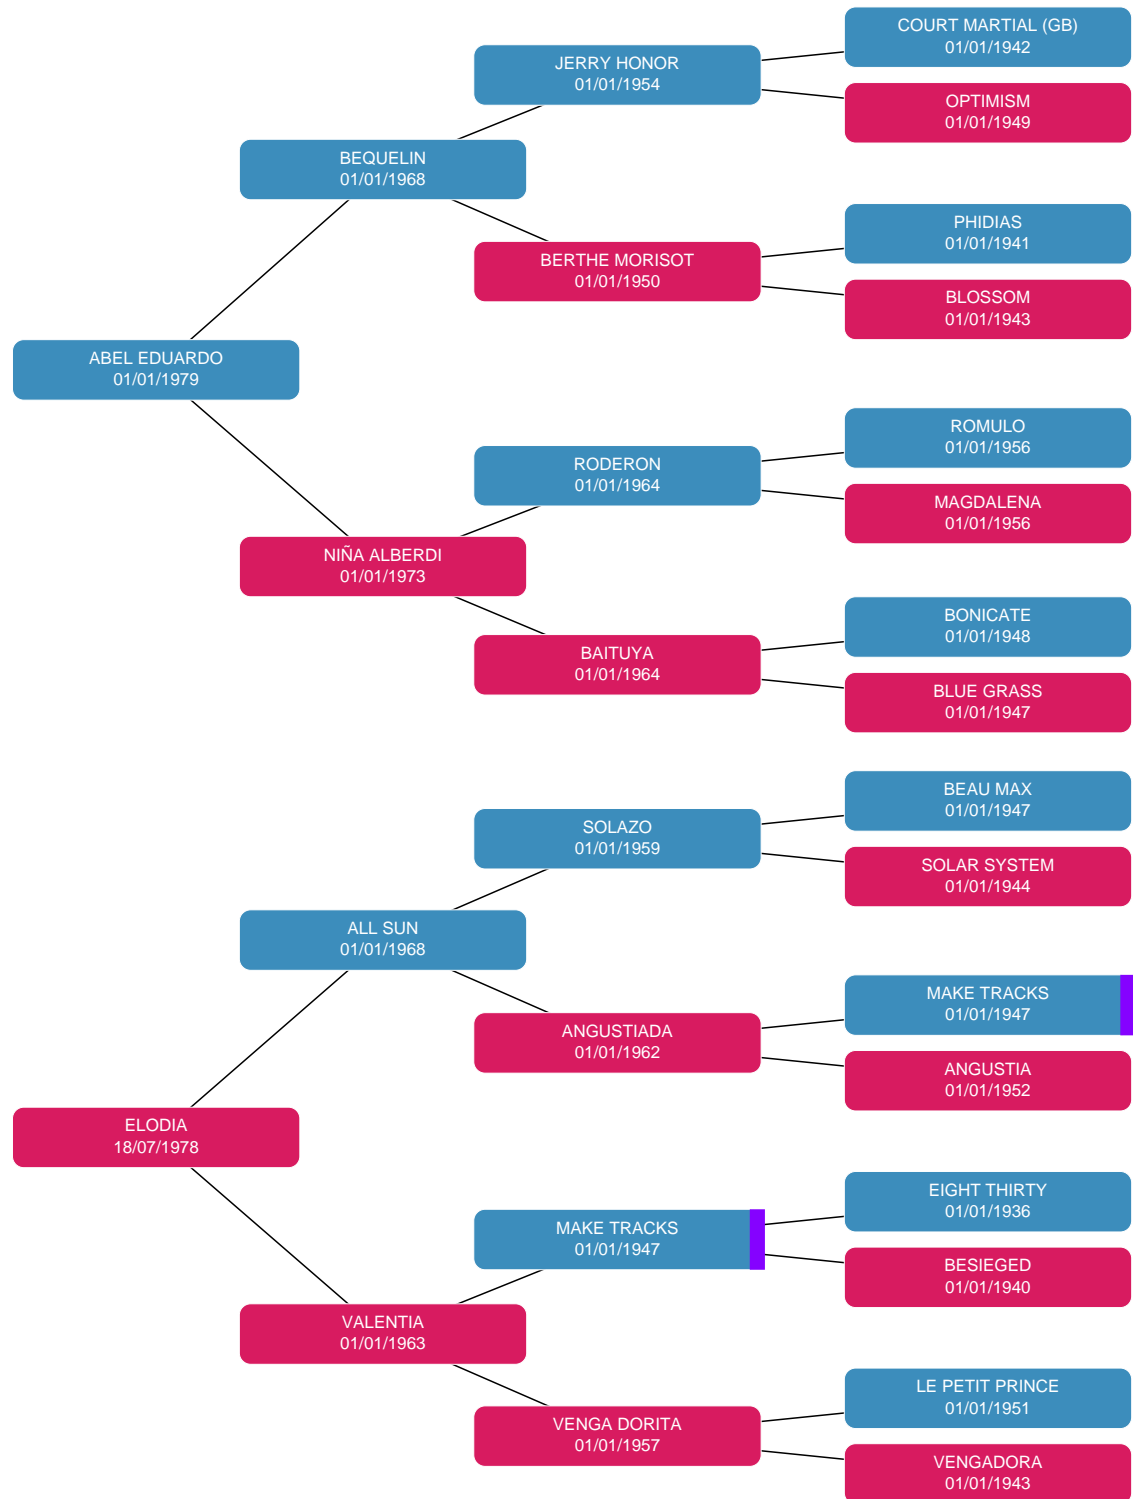 COURT MARTIAL (GB)
01/01/1942
JERRY HONOR
01/01/1954
OPTIMISM
01/01/1949
BEQUELIN
01/01/1968
PHIDIAS
01/01/1941
BERTHE MORISOT
01/01/1950
BLOSSOM
01/01/1943
ABEL EDUARDO
01/01/1979
ROMULO
01/01/1956
RODERON
01/01/1964
MAGDALENA
01/01/1956
NIÑA ALBERDI
01/01/1973
BONICATE
01/01/1948
BAITUYA
01/01/1964
BLUE GRASS
01/01/1947
BEAU MAX
01/01/1947
SOLAZO
01/01/1959
SOLAR SYSTEM
01/01/1944
ALL SUN
01/01/1968
MAKE TRACKS
01/01/1947
ANGUSTIADA
01/01/1962
ANGUSTIA
01/01/1952
ELODIA
18/07/1978
EIGHT THIRTY
01/01/1936
MAKE TRACKS
01/01/1947
BESIEGED
01/01/1940
VALENTIA
01/01/1963
LE PETIT PRINCE
01/01/1951
VENGA DORITA
01/01/1957
VENGADORA
01/01/1943